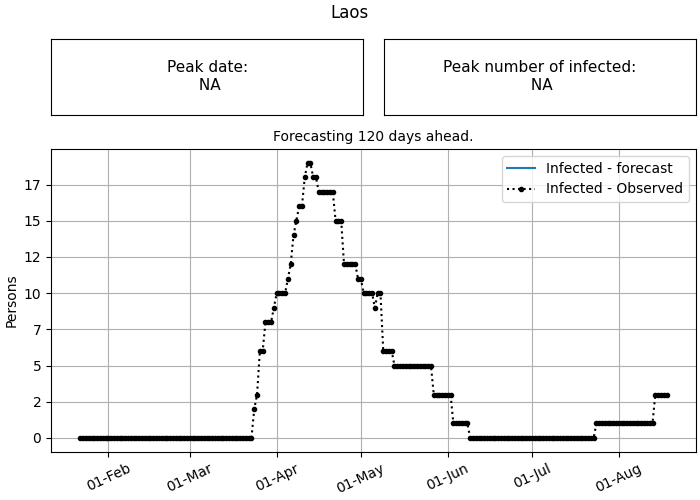 Laos
Peak date:
NA
Peak number of infected:
NA
Forecasting 120 days ahead.
Infected - forecast
Infected - Observed
Persons
17
15
12
10
7
5
2
0
01-Feb
01-Mar
01-Apr
01-May
01-Jun
01-Jul
01-Aug